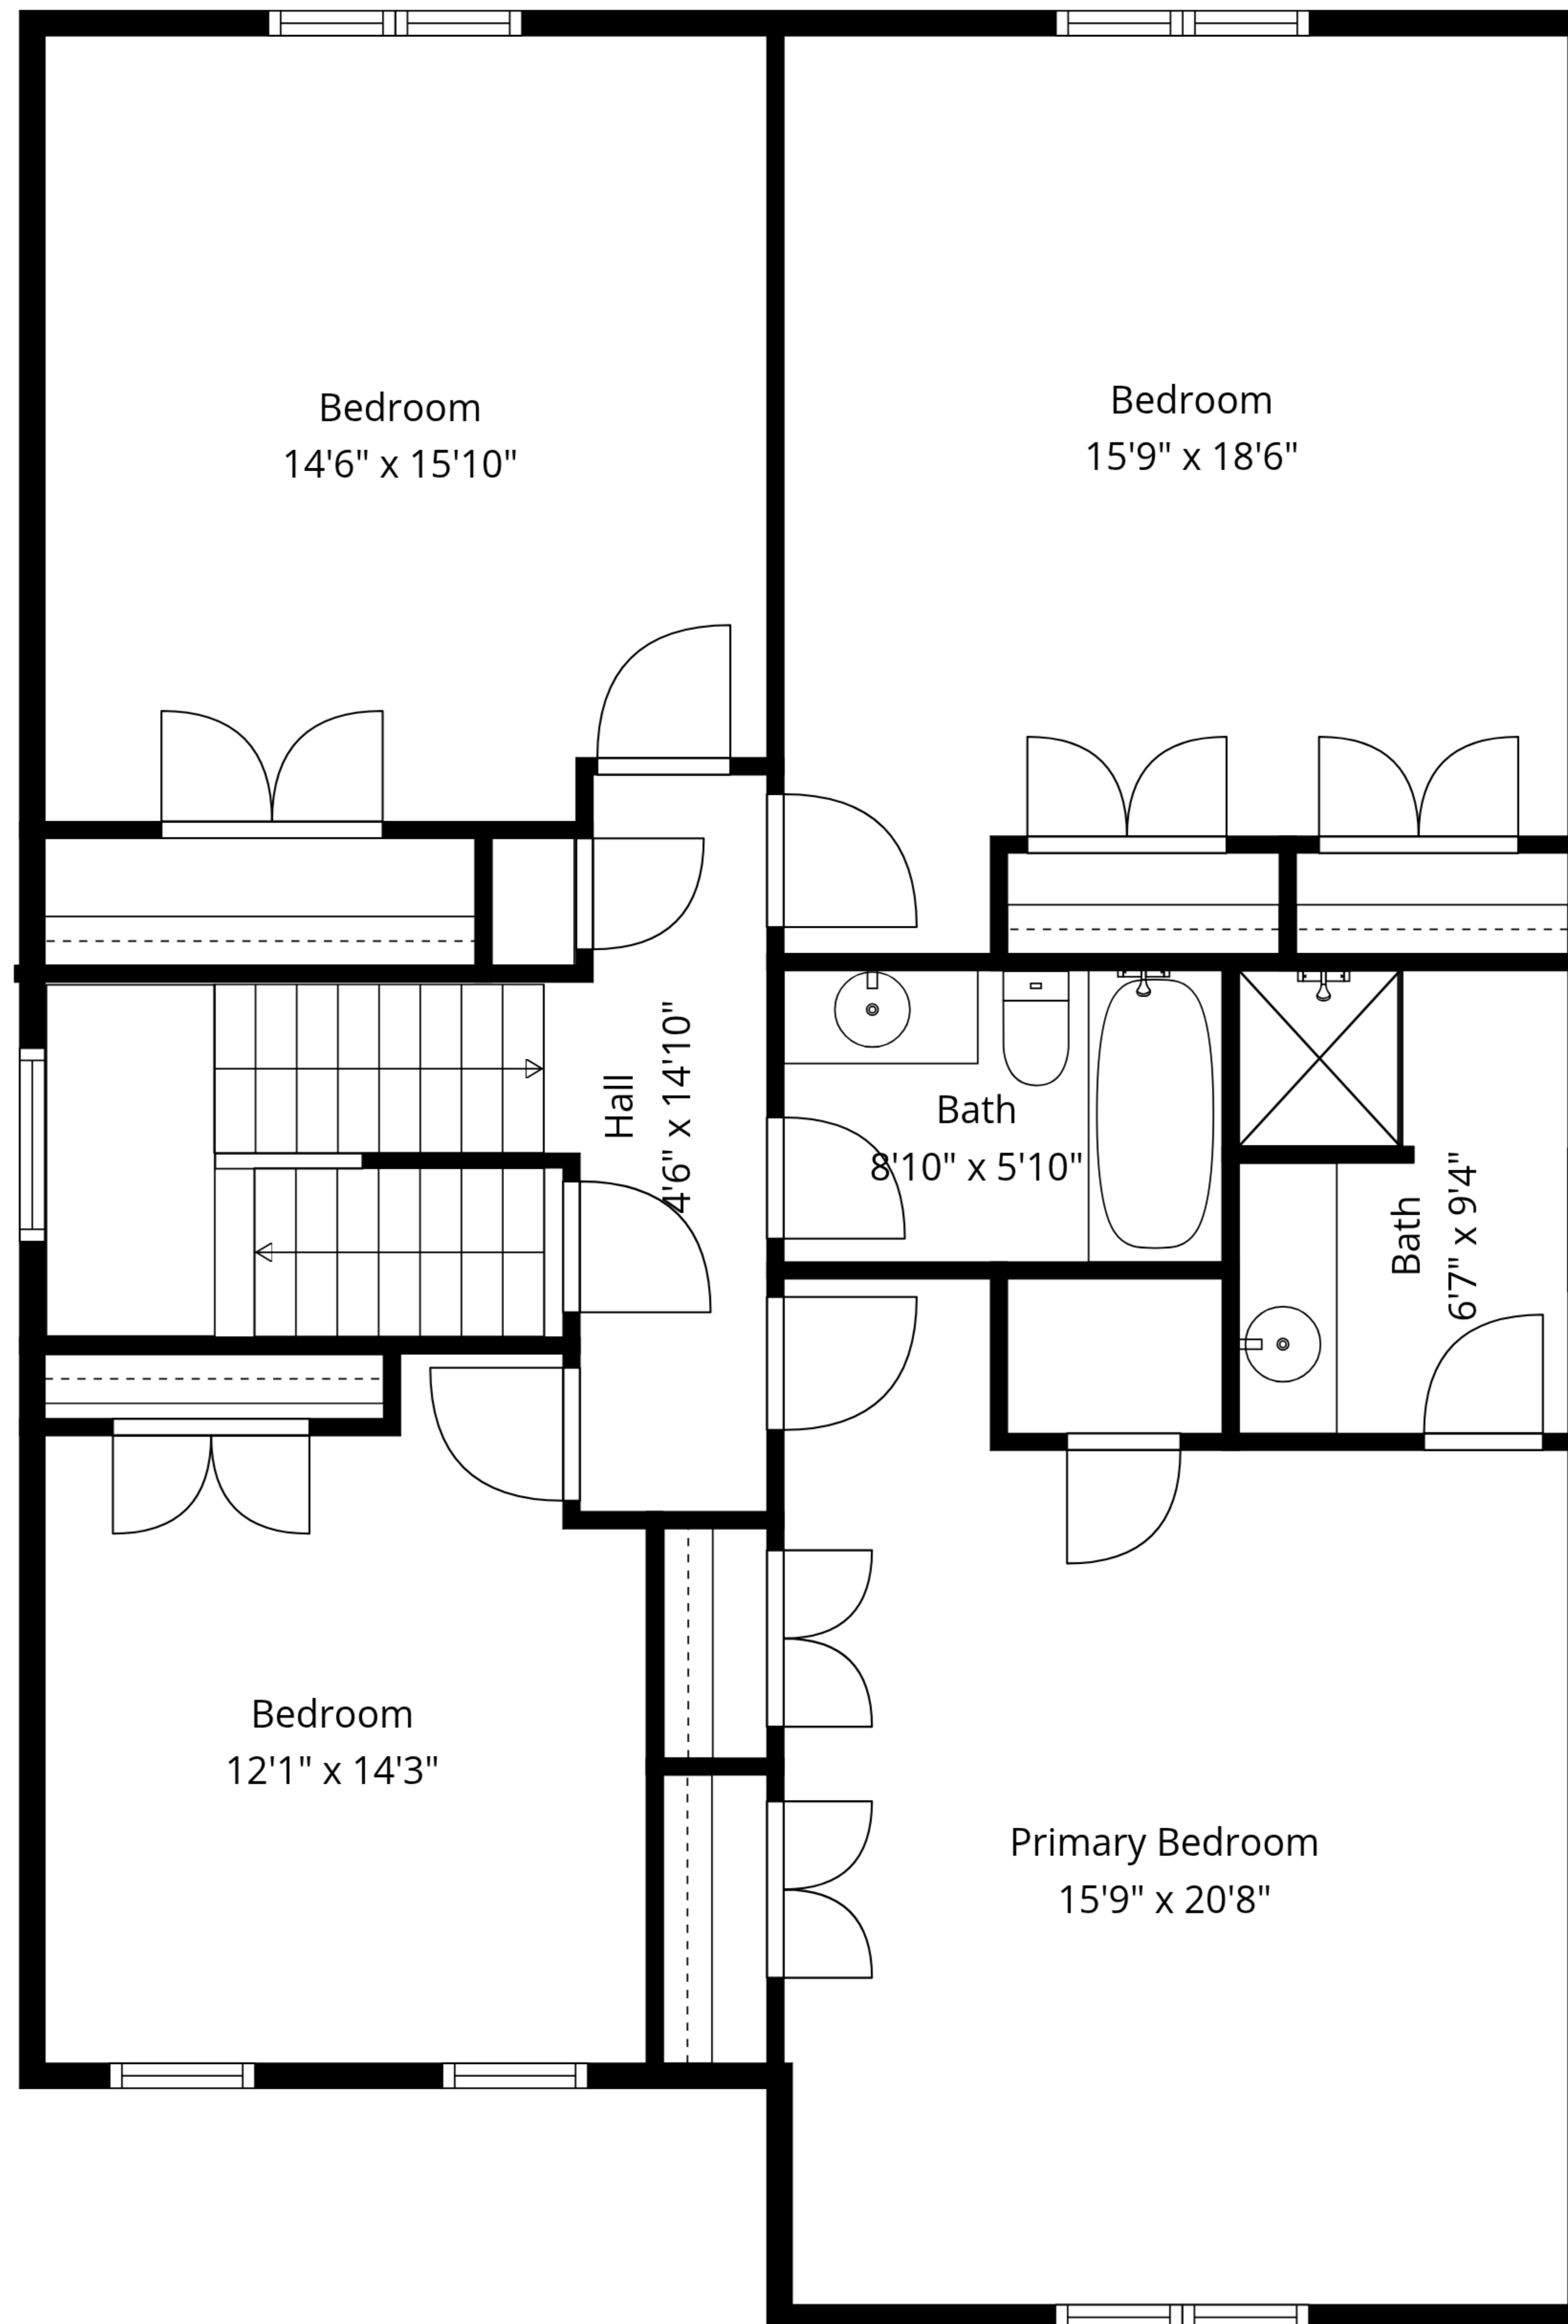 Bedroom
14'6" x 15'10"
Bedroom
15'9" x 18'6"
Hall
4'6" x 14'10"
Bath
8'10" x 5'10"
Bath
6'7" x 9'4"
Bedroom
12'1" x 14'3"
Primary Bedroom
15'9" x 20'8"